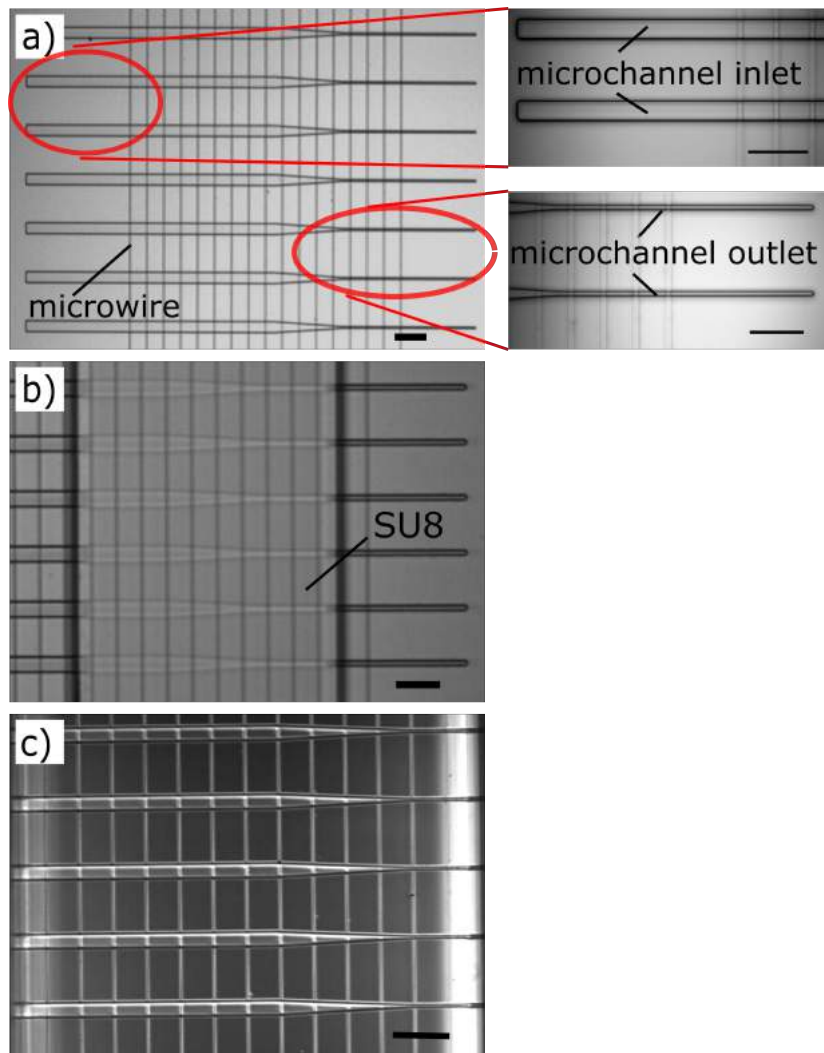 a)
microchannel inlet
microchannel outlet
microwire
b)
SU8
c)